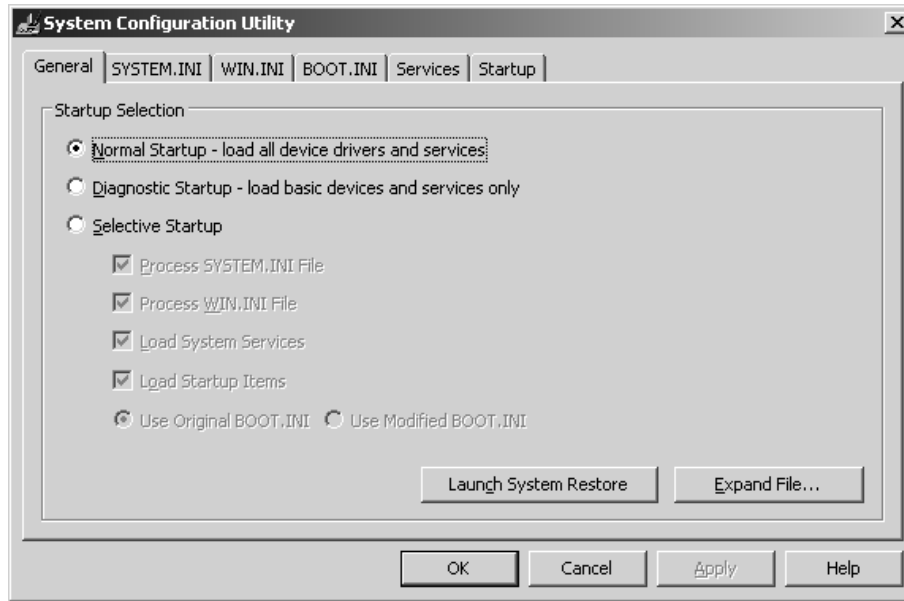 System Configuration Utility
General SYSTEM.INI WIN.INI BOOT.INI Services Startup
Startup Selection
Normal Startup - load all device drivers and services
Diagnostic Startup - load basic devices and services only
Selective Startup
Process SYSTEM.INI File
Process WIN.INI File
Load System Services
Load Startup Items
Use Original BOOT.INI Use Modified BOOT.INI
Launch System Restore Expand File...
OK Cancel Apply Help